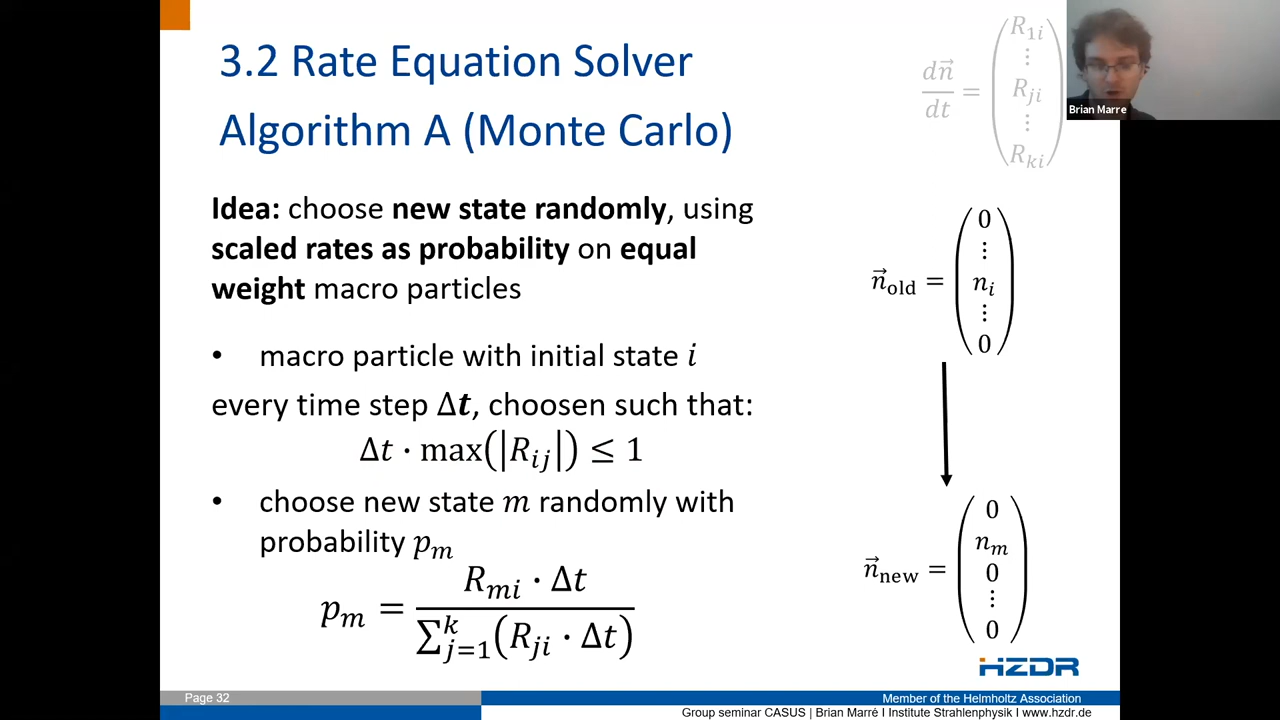 3.2 Rate Equation Solver
Algorithm A (Monte Carlo)
Idea: choose new state randomly, using
scaled rates as probability on equal
weight macro particles
• macro particle with initial state i
every time step Δt, choosen such that:
Δt · max(|R_ij|) ≤ 1
• choose new state m randomly with
probability p_m
p_m = (R_mi · Δt) / (∑_{j=1}^{k} (R_ji · Δt))
dn⃗/dt = (R_1i ⋮ R_ji ⋮ R_ki)
Brian Marre
n⃗_old = (0 ⋮ n_i ⋮ 0)
n⃗_new = (0 n_m 0 ⋮ 0)
HZDR
Page 32
Member of the Helmholtz Association
Group seminar CASUS | Brian Marré I Institute Strahlenphysik I www.hzdr.de